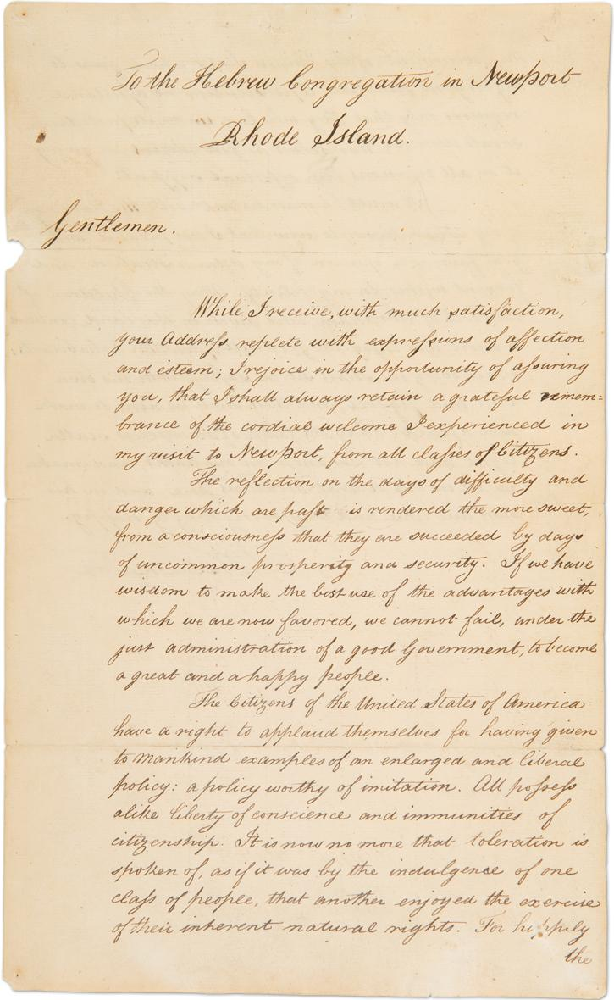 To the Hebrew Congregation in Newport
Rhode Island.
Gentlemen.
While, I receive, with much satisfaction,
your Address replete with expressions of affection
and esteem; I rejoice in the opportunity of assuring
you, that I shall always retain a grateful remem=
brance of the cordial welcome I experienced in
my visit to Newport, from all classes of Citizens.
The reflection on the days of difficulty and
danger which are past is rendered the more sweet,
from a consciousness that they are succeeded by days
of uncommon prosperity and security. If we have
wisdom to make the best use of the advantages with
which we are now favored, we cannot fail, under the
just administration of a good Government, to become
a great and a happy people.
The Citizens of the United States of America
have a right to applaud themselves for having given
to mankind examples of an enlarged and liberal
policy: a policy worthy of imitation. All possess
alike liberty of conscience and immunities of
citizenship. It is now no more that toleration is
spoken of, as if it was by the indulgence of one
class of people, that another enjoyed the exercise
of their inherent natural rights. For happily
the